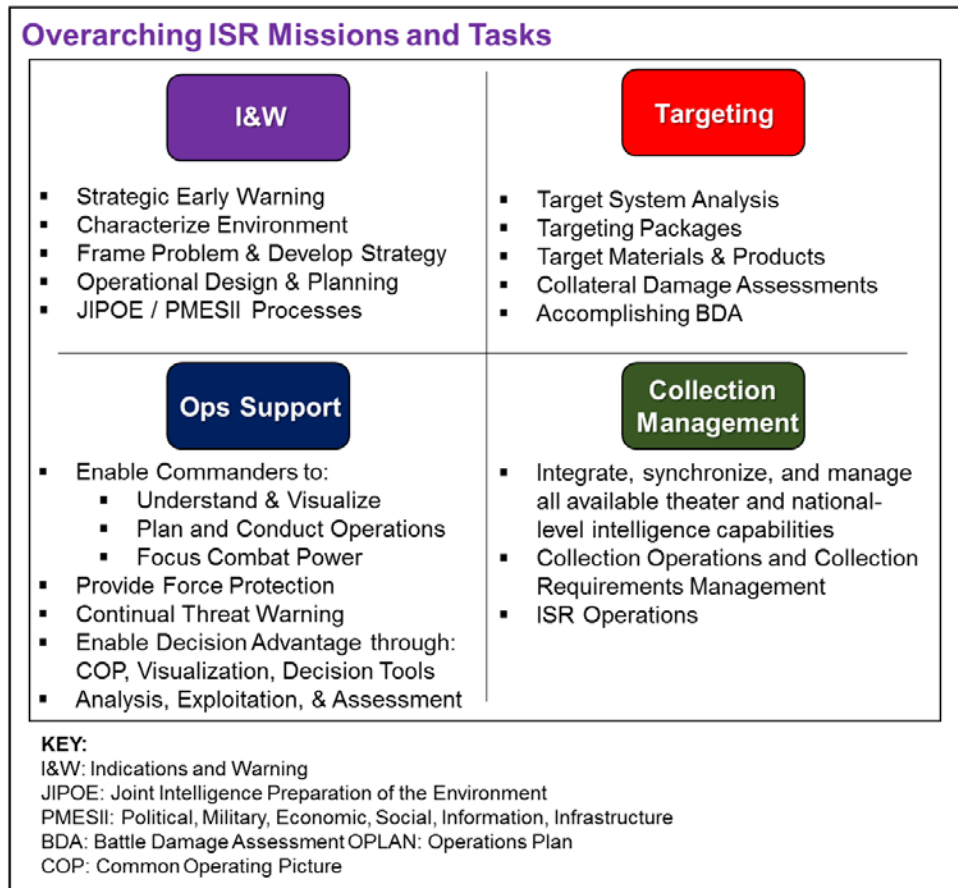 Overarching ISR Missions and Tasks
I&W
▪ Strategic Early Warning
▪ Characterize Environment
▪ Frame Problem & Develop Strategy
▪ Operational Design & Planning
▪ JIPOE / PMESII Processes
Targeting
▪ Target System Analysis
▪ Targeting Packages
▪ Target Materials & Products
▪ Collateral Damage Assessments
▪ Accomplishing BDA
Ops Support
▪ Enable Commanders to:
▪ Understand & Visualize
▪ Plan and Conduct Operations
▪ Focus Combat Power
▪ Provide Force Protection
▪ Continual Threat Warning
▪ Enable Decision Advantage through:
COP, Visualization, Decision Tools
▪ Analysis, Exploitation, & Assessment
Collection
Management
▪ Integrate, synchronize, and manage
all available theater and national-
level intelligence capabilities
▪ Collection Operations and Collection
Requirements Management
▪ ISR Operations
KEY:
I&W: Indications and Warning
JIPOE: Joint Intelligence Preparation of the Environment
PMESII: Political, Military, Economic, Social, Information, Infrastructure
BDA: Battle Damage Assessment OPLAN: Operations Plan
COP: Common Operating Picture